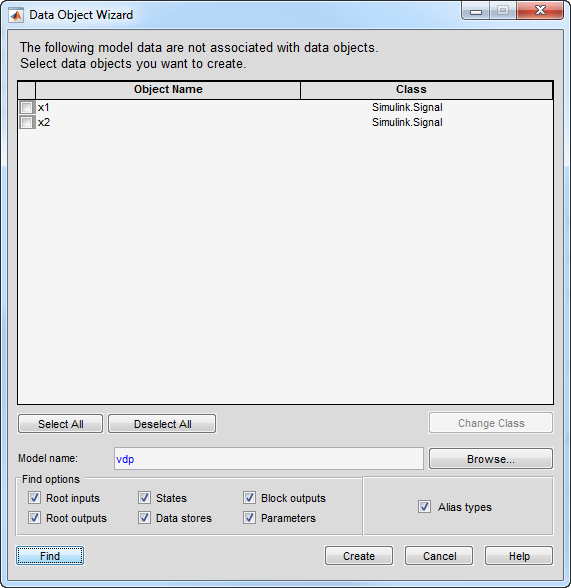 Data Object Wizard
The following model data are not associated with data objects.
Select data objects you want to create.
Object Name Class
x1 Simulink.Signal
x2 Simulink.Signal
Select All Deselect All Change Class
Model name: vdp Browse...
Find options
Root inputs States Block outputs Alias types
Root outputs Data stores Parameters
Find Create Cancel Help